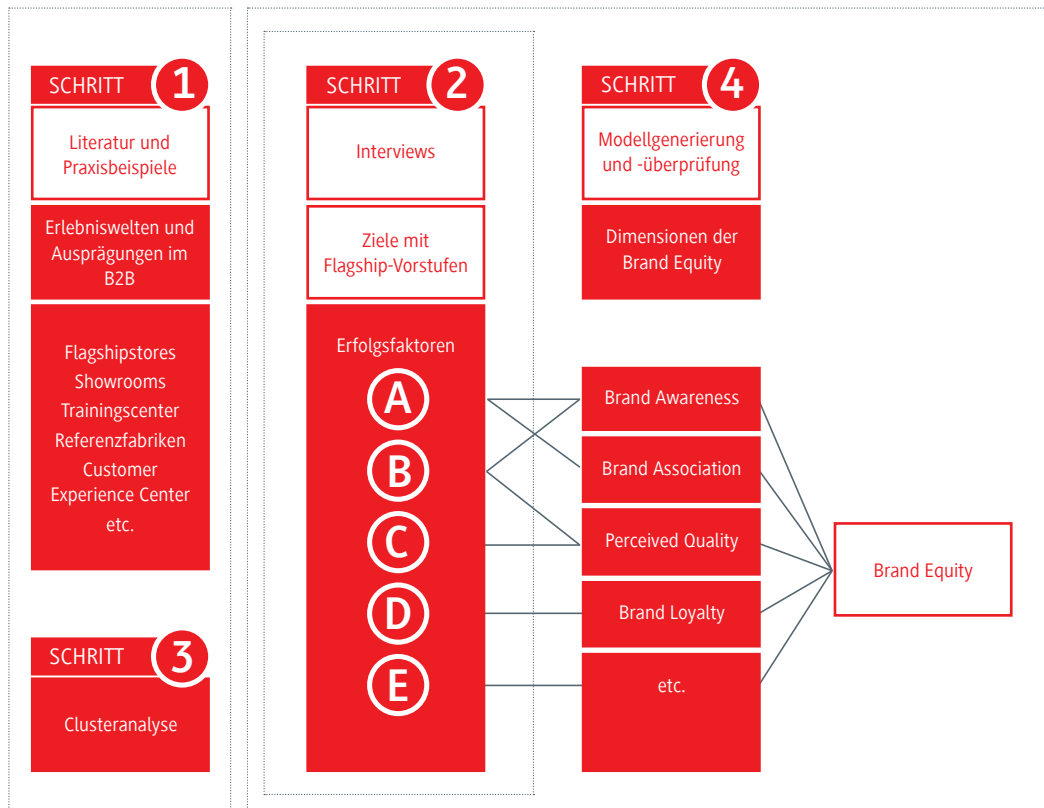 SCHRITT 1
Literatur und
Praxisbeispiele
Erlebniswelten und
Ausprägungen im
B2B
Flagshipstores
Showrooms
Trainingscenter
Referenzfabriken
Customer
Experience Center
etc.
SCHRITT 3
Clusteranalyse
SCHRITT 2
Interviews
Ziele mit
Flagship-Vorstufen
Erfolgsfaktoren
A
B
C
D
E
SCHRITT 4
Modellgenerierung
und -überprüfung
Dimensionen der
Brand Equity
Brand Awareness
Brand Association
Perceived Quality
Brand Loyalty
etc.
Brand Equity